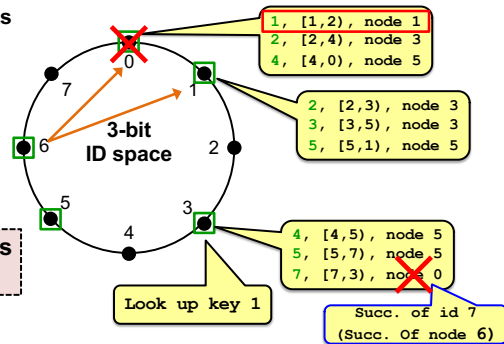 s
1, [1,2), node 1
2, [2,4), node 3
4, [4,0), node 5
0
7
1
2, [2,3), node 3
3, [3,5), node 3
5, [5,1), node 5
3-bit
ID space
6
2
5
3
4
s
4, [4,5), node 5
5, [5,7), node 5
7, [7,3), node 0
Look up key 1
Succ. of id 7
(Succ. Of node 6)